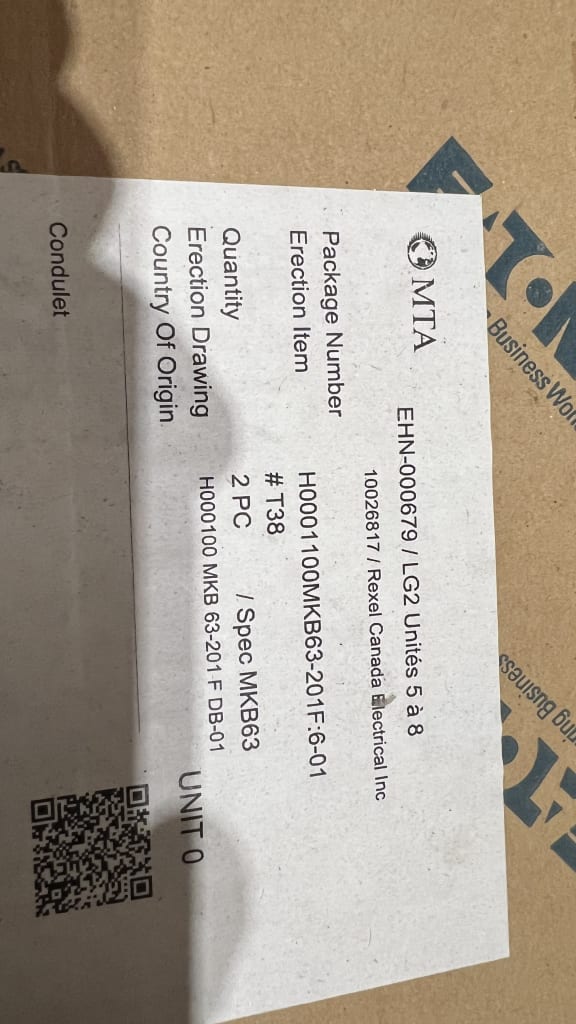 MTA
EHN-000679 / LG2 Unités 5 à 8
10026817 / Rexel Canada Electrical Inc
Package Number H0001100MKB63-201F:6-01
Erection Item # T38
Quantity 2 PC / Spec MKB63
Erection Drawing H000100 MKB 63-201 F DB-01
Country Of Origin UNIT 0
Condulet
EATON
Business
ing Business